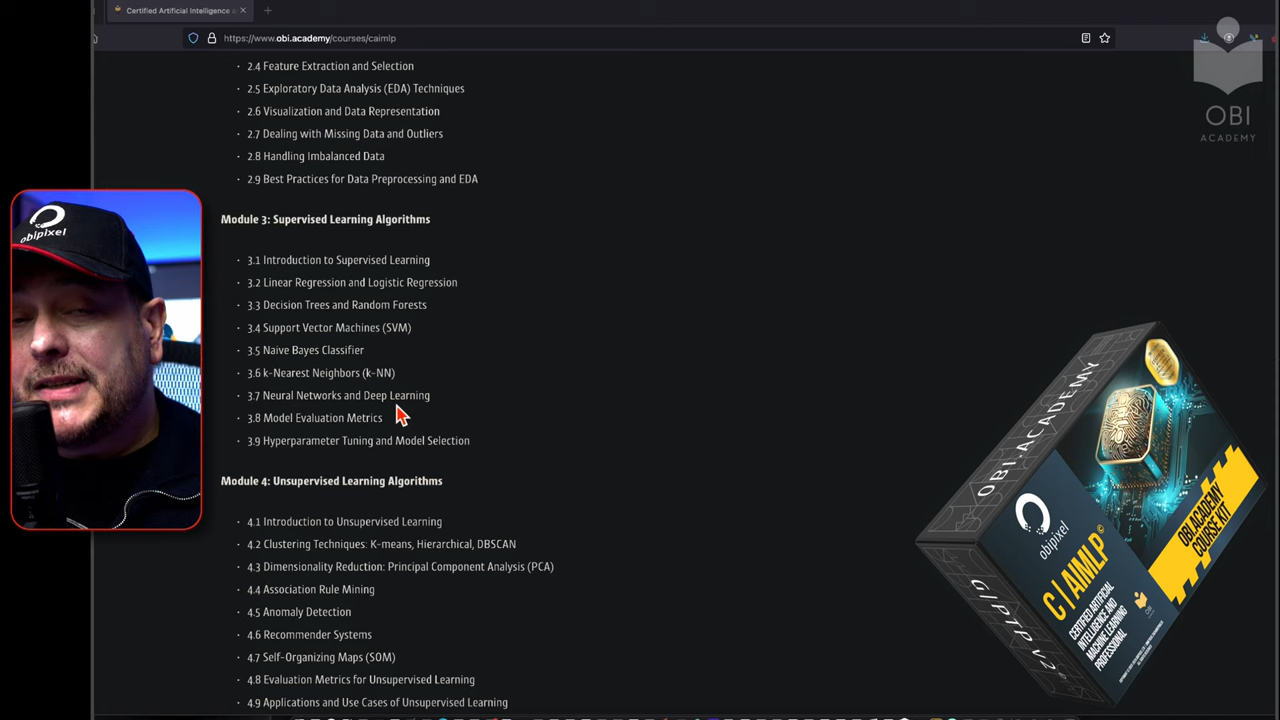 Certified Artificial Intelligence a
https://www.obi.academy/courses/caimlp
OBI
ACADEMY
· 2.4 Feature Extraction and Selection
· 2.5 Exploratory Data Analysis (EDA) Techniques
· 2.6 Visualization and Data Representation
· 2.7 Dealing with Missing Data and Outliers
· 2.8 Handling Imbalanced Data
· 2.9 Best Practices for Data Preprocessing and EDA
Module 3: Supervised Learning Algorithms
· 3.1 Introduction to Supervised Learning
· 3.2 Linear Regression and Logistic Regression
· 3.3 Decision Trees and Random Forests
· 3.4 Support Vector Machines (SVM)
· 3.5 Naive Bayes Classifier
· 3.6 k-Nearest Neighbors (k-NN)
· 3.7 Neural Networks and Deep Learning
· 3.8 Model Evaluation Metrics
· 3.9 Hyperparameter Tuning and Model Selection
Module 4: Unsupervised Learning Algorithms
· 4.1 Introduction to Unsupervised Learning
· 4.2 Clustering Techniques: K-means, Hierarchical, DBSCAN
· 4.3 Dimensionality Reduction: Principal Component Analysis (PCA)
· 4.4 Association Rule Mining
· 4.5 Anomaly Detection
· 4.6 Recommender Systems
· 4.7 Self-Organizing Maps (SOM)
· 4.8 Evaluation Metrics for Unsupervised Learning
· 4.9 Applications and Use Cases of Unsupervised Learning
obipixel
OBI-ACADEMY
obipixel
C|AIMLP©
CERTIFIED ARTIFICIAL
INTELLIGENCE AND
MACHINE LEARNING
PROFESSIONAL
OBI ACADEMY
COURSE KIT
OBI